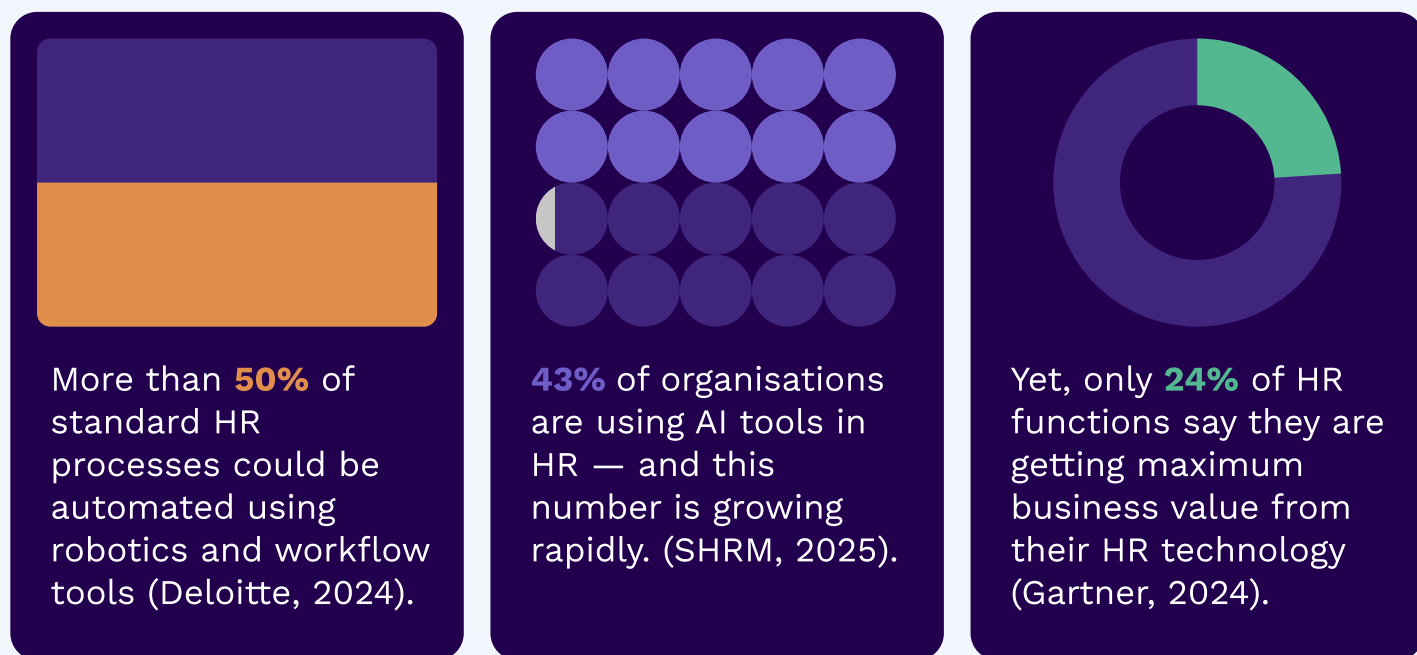 More than 50% of
standard HR
processes could be
automated using
robotics and workflow
tools (Deloitte, 2024).
43% of organisations
are using AI tools in
HR — and this
number is growing
rapidly. (SHRM, 2025).
Yet, only 24% of HR
functions say they are
getting maximum
business value from
their HR technology
(Gartner, 2024).